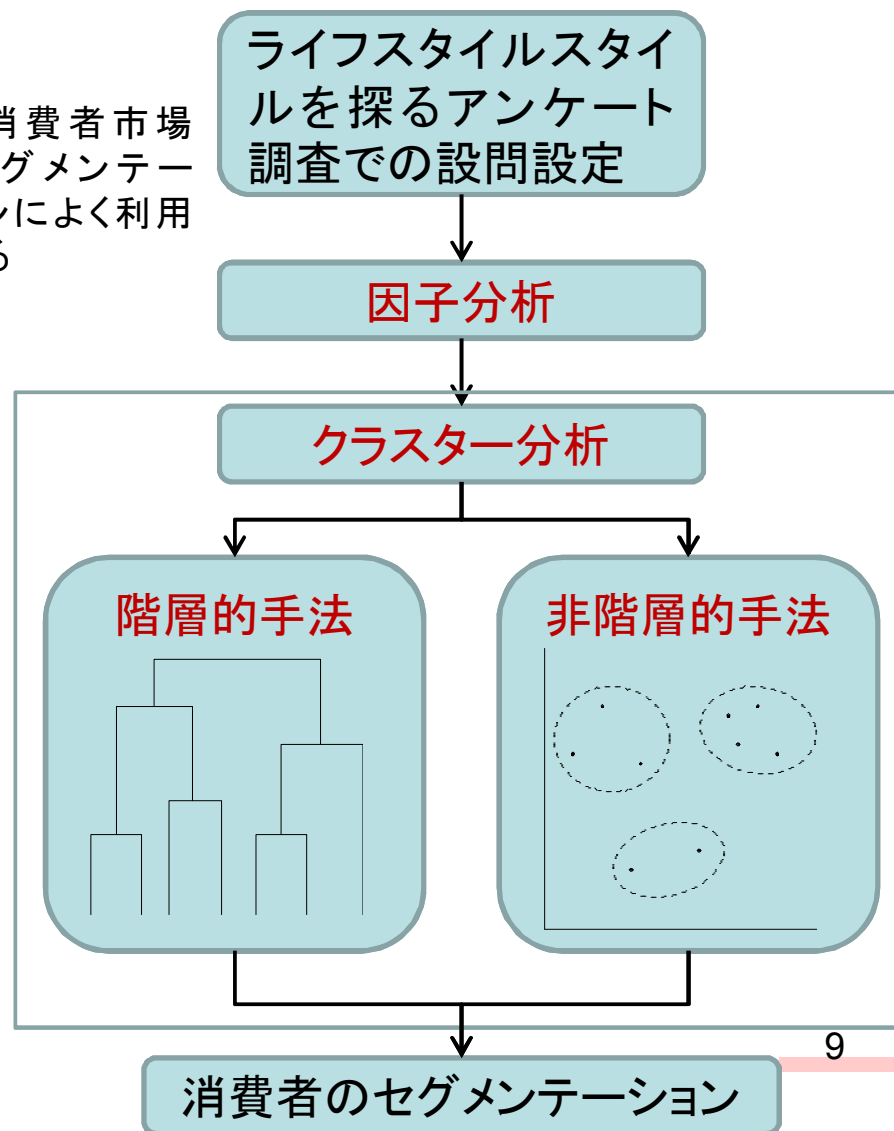 ライフスタイルスタイ
ルを探るアンケート
調査での設問設定
消費者市場
グメンテー
ンによく利用
る
因子分析
クラスター分析
階層的手法
非階層的手法
9
消費者のセグメンテーション